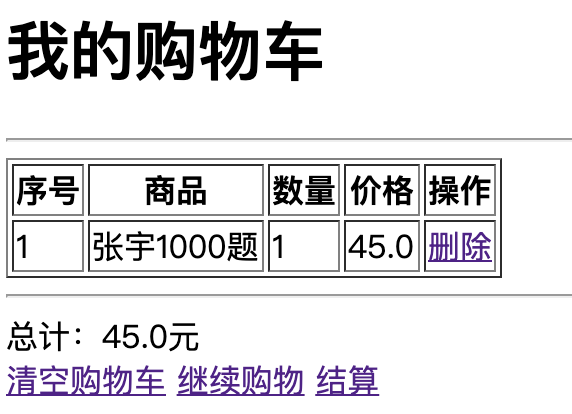 我的购物车
序号 商品 数量 价格 操作
1 张宇1000题 1 45.0 删除
总计：45.0元
清空购物车 继续购物 结算